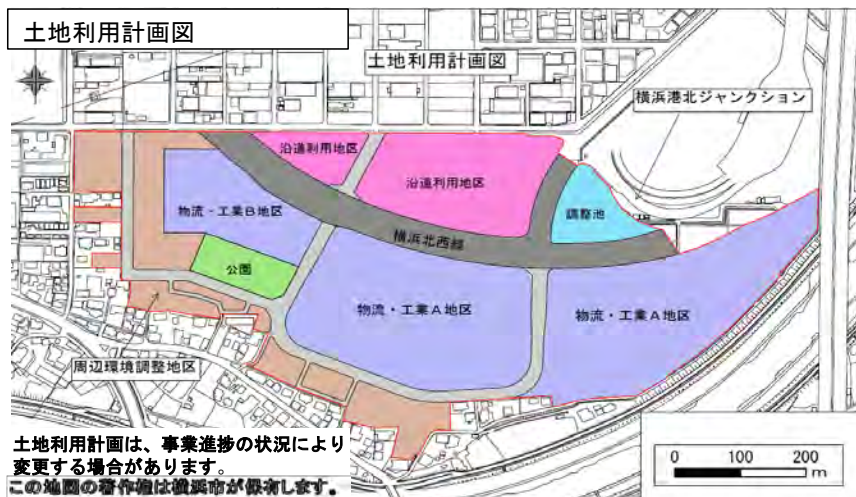 土地利用計画図
土地利用計画図
横浜港北ジャンクション
沿道利用地区
沿道利用地区
調整池
物流・工業B地区
横浜北西線
公園
物流・工業A地区
物流・工業A地区
周辺環境調整地区
土地利用計画は、事業進捗の状況により
変更する場合があります。
この地図の著作権は横浜市が保有します。
0 100 200
m